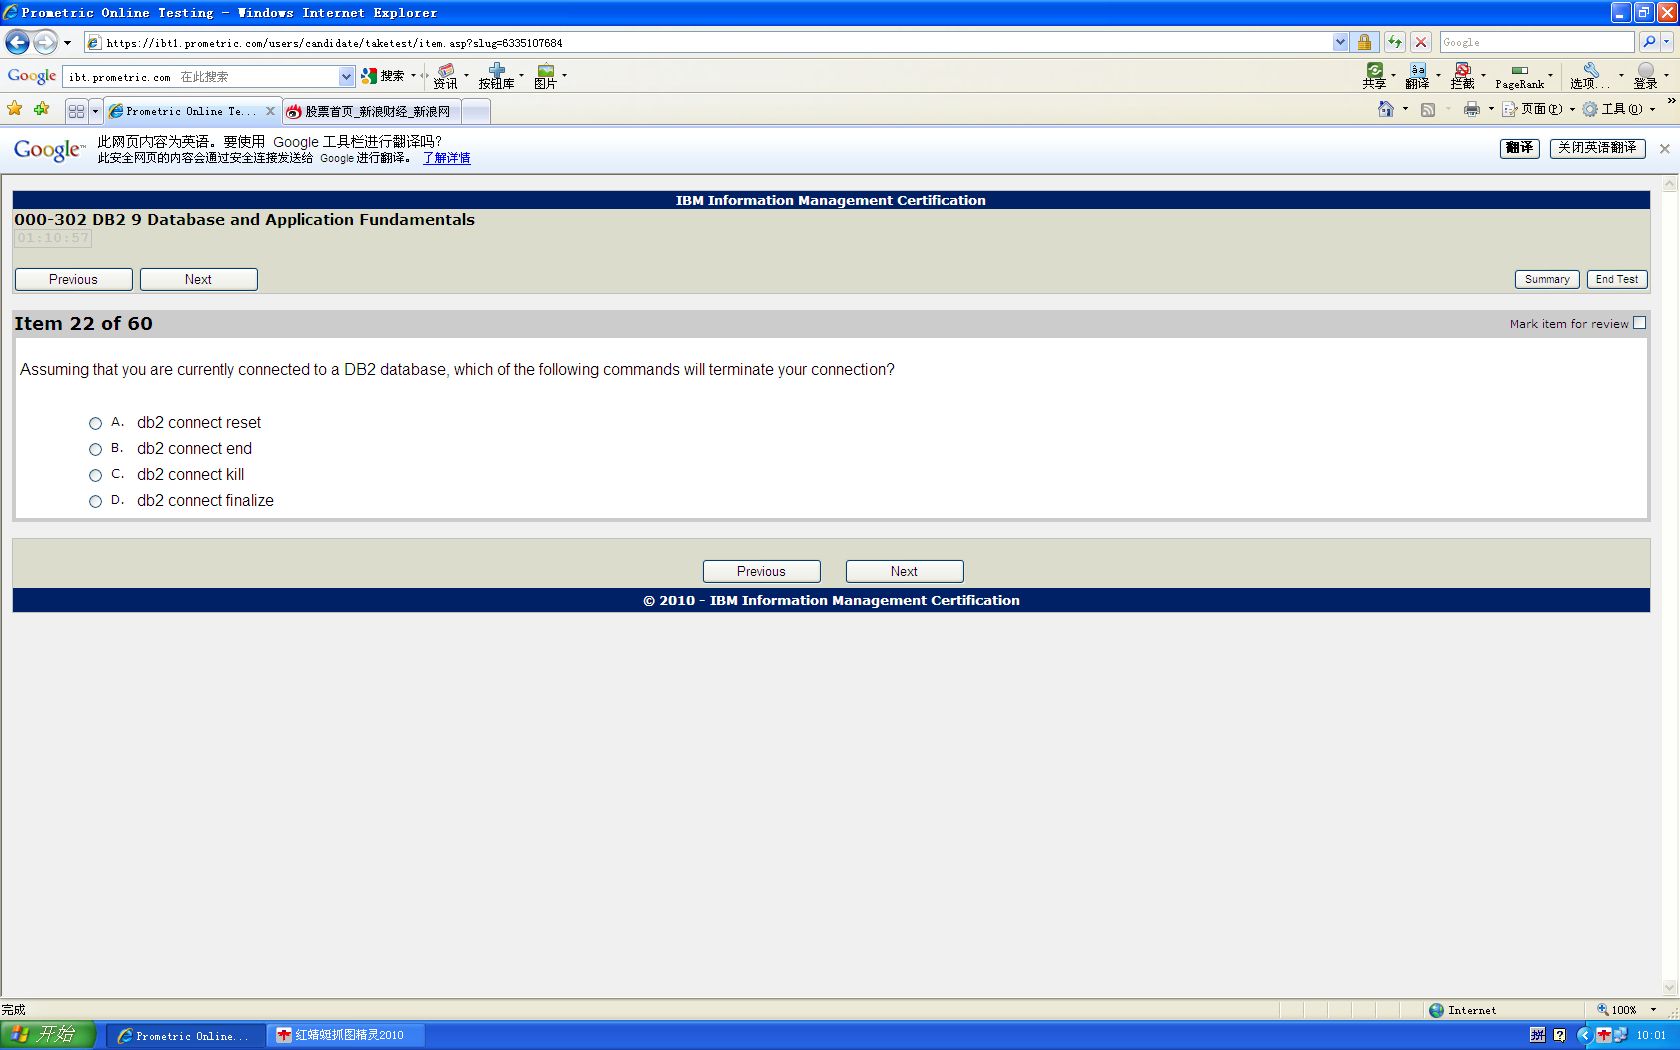 Prometric Online Testing - Windows Internet Explorer
https://ibt1.prometric.com/users/candidate/taketest/item.asp?slug=6335107684
Google
Google ibt.prometric.com 在此搜索 搜索 资讯 按钮库 图片 共享 翻译 拦截 PageRank 选项... 登录
Prometric Online Te... 股票首页_新浪财经_新浪网 页面(P) 工具(O)
Google™ 此网页内容为英语。要使用 Google 工具栏进行翻译吗?
此安全网页的内容会通过安全连接发送给 Google 进行翻译。 了解详情
翻译 关闭英语翻译
IBM Information Management Certification
000-302 DB2 9 Database and Application Fundamentals
01:10:57
Previous Next Summary End Test
Item 22 of 60 Mark item for review
Assuming that you are currently connected to a DB2 database, which of the following commands will terminate your connection?
A. db2 connect reset
B. db2 connect end
C. db2 connect kill
D. db2 connect finalize
Previous Next
© 2010 - IBM Information Management Certification
完成 Internet 100%
开始 Prometric Online... 红蜻蜓抓图精灵2010 拼 10:01